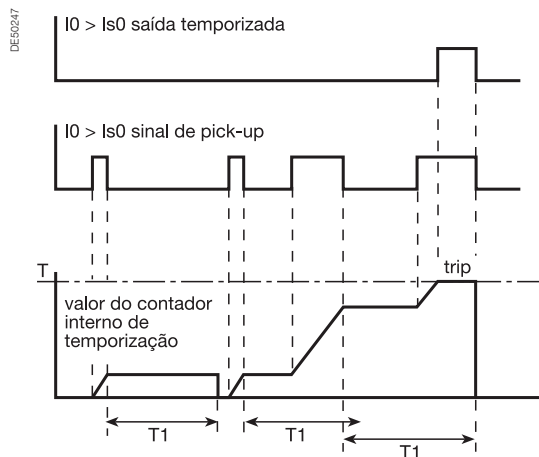 DE50247
I0 > Is0 saída temporizada
I0 > Is0 sinal de pick-up
T
trip
valor do contador
interno de
temporização
T1
T1
T1